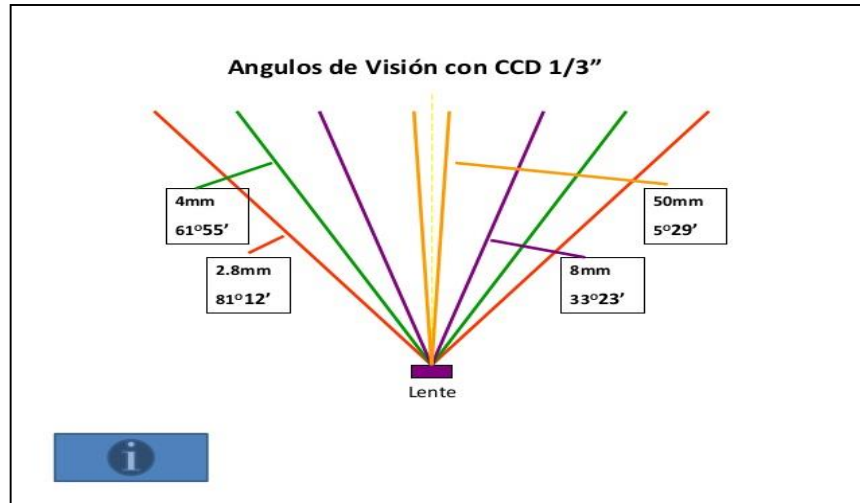 Angulos de Visión con CCD 1/3”
4mm
61º55’
50mm
5º29’
2.8mm
81º12’
8mm
33º23’
Lente
i